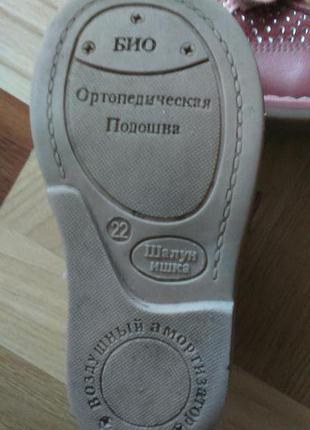 БИО
Ортопедическая
Подошва
22
Шалун
ишка
Воздушный амортизатор